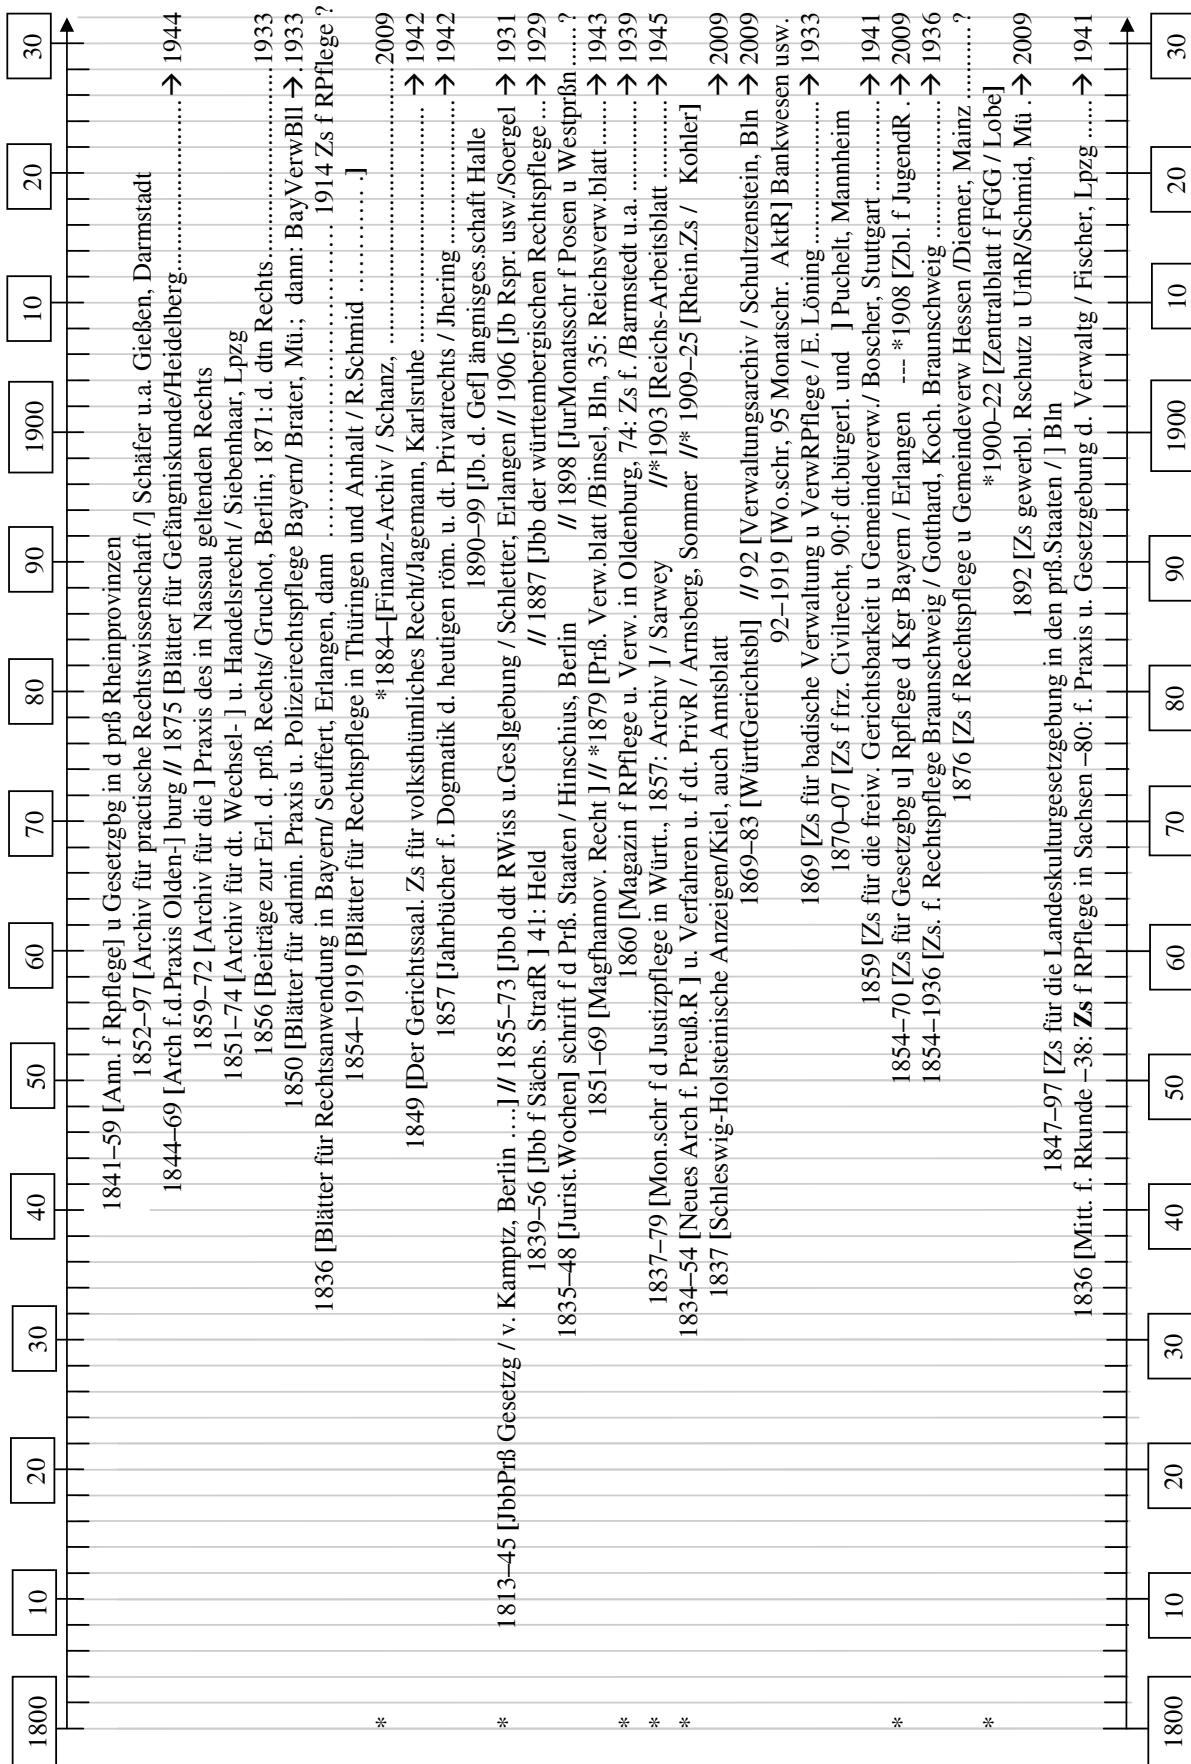 1800 10 20 30 40 50 60 70 80 90 1900 10 20 30
1841–59 [Ann. f Rpflege] u Gesetzgbg in d prß Rheinprovinzen
1852–97 [Archiv für practische Rechtswissenschaft /] Schäfer u.a. Gießen, Darmstadt
1844–69 [Arch f.d.Praxis Olden-] burg // 1875 [Blätter für Gefängniskunde/Heidelberg........................→ 1944
1859–72 [Archiv für die ] Praxis des in Nassau geltenden Rechts
1851–74 [Archiv für dt. Wechsel- ] u. Handelsrecht / Siebenhaar, Lpzg
1856 [Beiträge zur Erl. d. prß. Rechts/ Gruchot, Berlin; 1871: d. dtn Rechts........................... 1933
1850 [Blätter für admin. Praxis u. Polizeirechtspflege Bayern/ Brater, Mü.; dann: BayVerwBll →.1933
1836 [Blätter für Rechtsanwendung in Bayern/ Seuffert, Erlangen, dann ........................................ 1914 Zs f RPflege ?
1854–1919 [Blätter für Rechtspflege in Thüringen und Anhalt / R.Schmid ................]
* *1884–[Finanz-Archiv / Schanz, ........................................ 2009
1849 [Der Gerichtssaal. Zs für volksthümliches Recht/Jagemann, Karlsruhe ................................→ 1942
1857 [Jahrbücher f. Dogmatik d. heutigen röm. u. dt. Privatrechts / Jhering ......................→ 1942
1890–99 [Jb. d. Gef] ängnisges.schaft Halle
* 1813–45 [JbbPrß Gesetzg / v. Kamptz, Berlin ….] // 1855–73 [Jbb ddt RWiss u.Ges]gebung / Schletter, Erlangen // 1906 [Jb Rspr. usw./Soergel → 1931
1839–56 [Jbb f Sächs. StrafR ] 41: Held // 1887 [Jbb der württembergischen Rechtspflege...→ 1929
1835–48 [Jurist.Wochen] schrift f d Prß. Staaten / Hinschius, Berlin // 1898 [JurMonatsschr f Posen u Westprßn......?
1851–69 [Magfhannov. Recht ] // *1879 [Prß. Verw.blatt /Binsel, Bln, 35: Reichsverw.blatt.......→ 1943
* 1860 [Magazin f RPflege u. Verw. in Oldenburg, 74: Zs f. /Barmstedt u.a. ....................→ 1939
* 1837–79 [Mon.schr f d Justizpflege in Württ., 1857: Archiv ] / Sarwey //*1903 [Reichs-Arbeitsblatt ....................→ 1945
* 1834–54 [Neues Arch f. Preuß.R ] u. Verfahren u. f dt. PrivR / Arnsberg, Sommer //* 1909–25 [Rhein.Zs / Kohler]
1837 [Schleswig-Holsteinische Anzeigen/Kiel, auch Amtsblatt → 2009
1869–83 [WürttGerichtsbl] // 92 [Verwaltungsarchiv / Schultzenstein, Bln → 2009
92–1919 [Wo.schr, 95 Monatschr. AktR] Bankwesen usw.
1869 [Zs für badische Verwaltung u VerwRPflege / E. Löning ......................→ 1933
1870–07 [Zs f frz. Civilrecht, 90:f dt.bürgerl. und ] Puchelt, Mannheim
1859 [Zs für die freiw. Gerichtsbarkeit u Gemeindeverw./ Boscher, Stuttgart ....................→ 1941
* 1854–70 [Zs für Gesetzgbg u] Rpflege d Kgr Bayern / Erlangen --- *1908 [Zbl. f JugendR . → 2009
1854–1936 [Zs. f. Rechtspflege Braunschweig / Gotthard, Koch. Braunschweig........................→ 1936
1876 [Zs f Rechtspflege u Gemeindeverw Hessen /Diemer, Mainz ...........?
* *1900–22 [Zentralblatt f FGG / Lobe]
1892 [Zs gewerbl. Rschutz u UrhR/Schmid, Mü . → 2009
1847–97 [Zs für die Landeskulturgesetzgebung in den prß.Staaten / ] Bln
1836 [Mitt. f. Rkunde –38: Zs f RPflege in Sachsen –80: f. Praxis u. Gesetzgebung d. Verwaltg / Fischer, Lpzg ......→ 1941
1800 10 20 30 40 50 60 70 80 90 1900 10 20 30